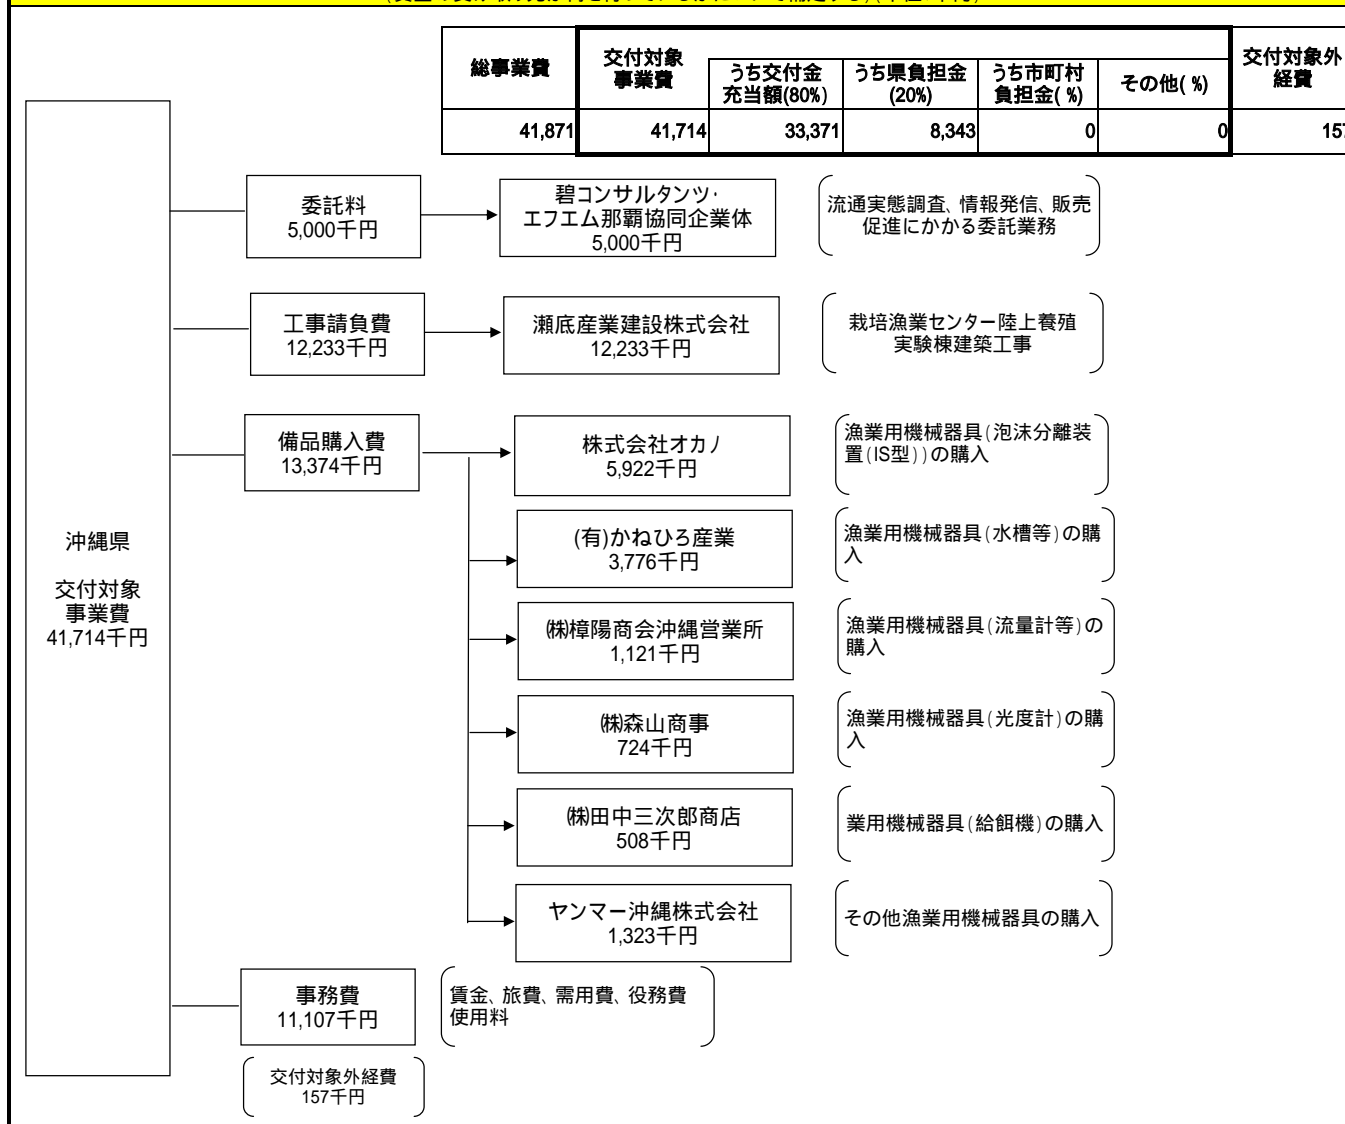 総事業費
交付対象
事業費
うち交付金
充当額(80%)
うち県負担金
(20%)
うち市町村
負担金( %)
その他( %)
交付対象外
経費
41,871
41,714
33,371
8,343
0
0
157
沖縄県
交付対象
事業費
41,714千円
委託料
5,000千円
碧コンサルタンツ・
エフエム那覇協同企業体
5,000千円
流通実態調査、情報発信、販売
促進にかかる委託業務
工事請負費
12,233千円
瀬底産業建設株式会社
12,233千円
栽培漁業センター陸上養殖
実験棟建築工事
備品購入費
13,374千円
株式会社オカノ
5,922千円
漁業用機械器具(泡沫分離装
置(IS型))の購入
(有)かねひろ産業
3,776千円
漁業用機械器具(水槽等)の購
入
㈱樟陽商会沖縄営業所
1,121千円
漁業用機械器具(流量計等)の
購入
㈱森山商事
724千円
漁業用機械器具(光度計)の購
入
㈱田中三次郎商店
508千円
業用機械器具(給餌機)の購入
ヤンマー沖縄株式会社
1,323千円
その他漁業用機械器具の購入
事務費
11,107千円
賃金、旅費、需用費、役務費
使用料
交付対象外経費
157千円